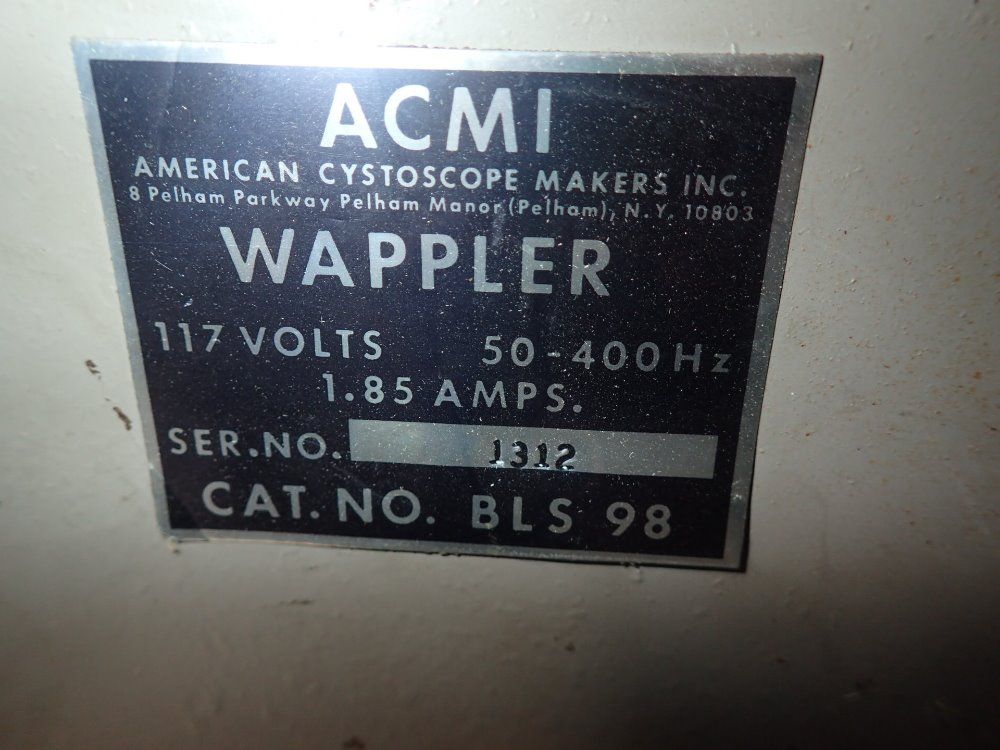 ACMI
AMERICAN CYSTOSCOPE MAKERS INC.
8 Pelham Parkway Pelham Manor (Pelham), N.Y. 10803
WAPPLER
117 VOLTS 50-400 Hz
1.85 AMPS.
SER.NO. 1312
CAT. NO. BLS 98